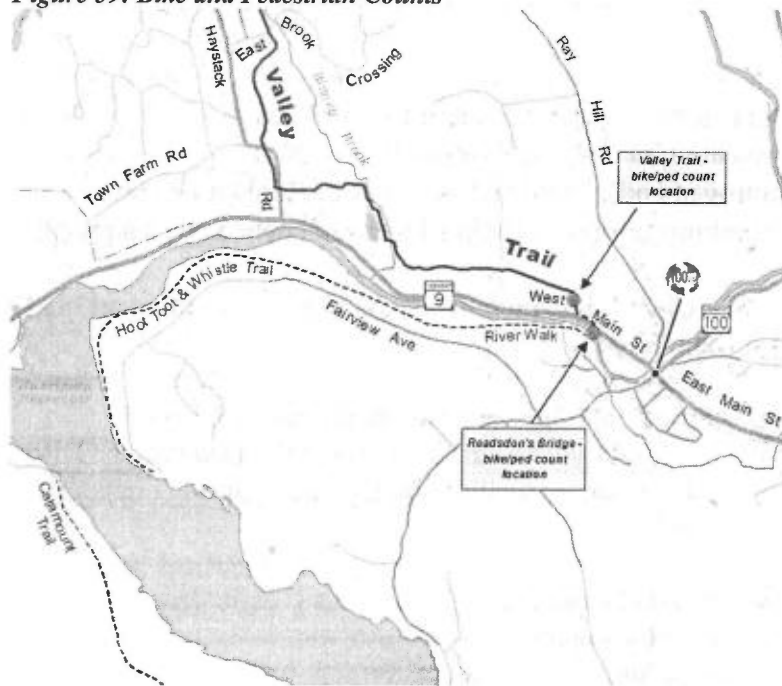 Figure 39: Bike and Pedestrian Counts
Haystack
East
Brook
Valley
Crossing
Brook
Ray
Hill
Rd
Valley Trail -
bike/ped count
location
Town Farm Rd
Rd
Trail
West
Main St
9
100
Hoot Toot & Whistle Trail
Fairview Ave
River Walk
East Main St
Readsdon's Bridge -
bike/ped count
location
Catamount
Trail